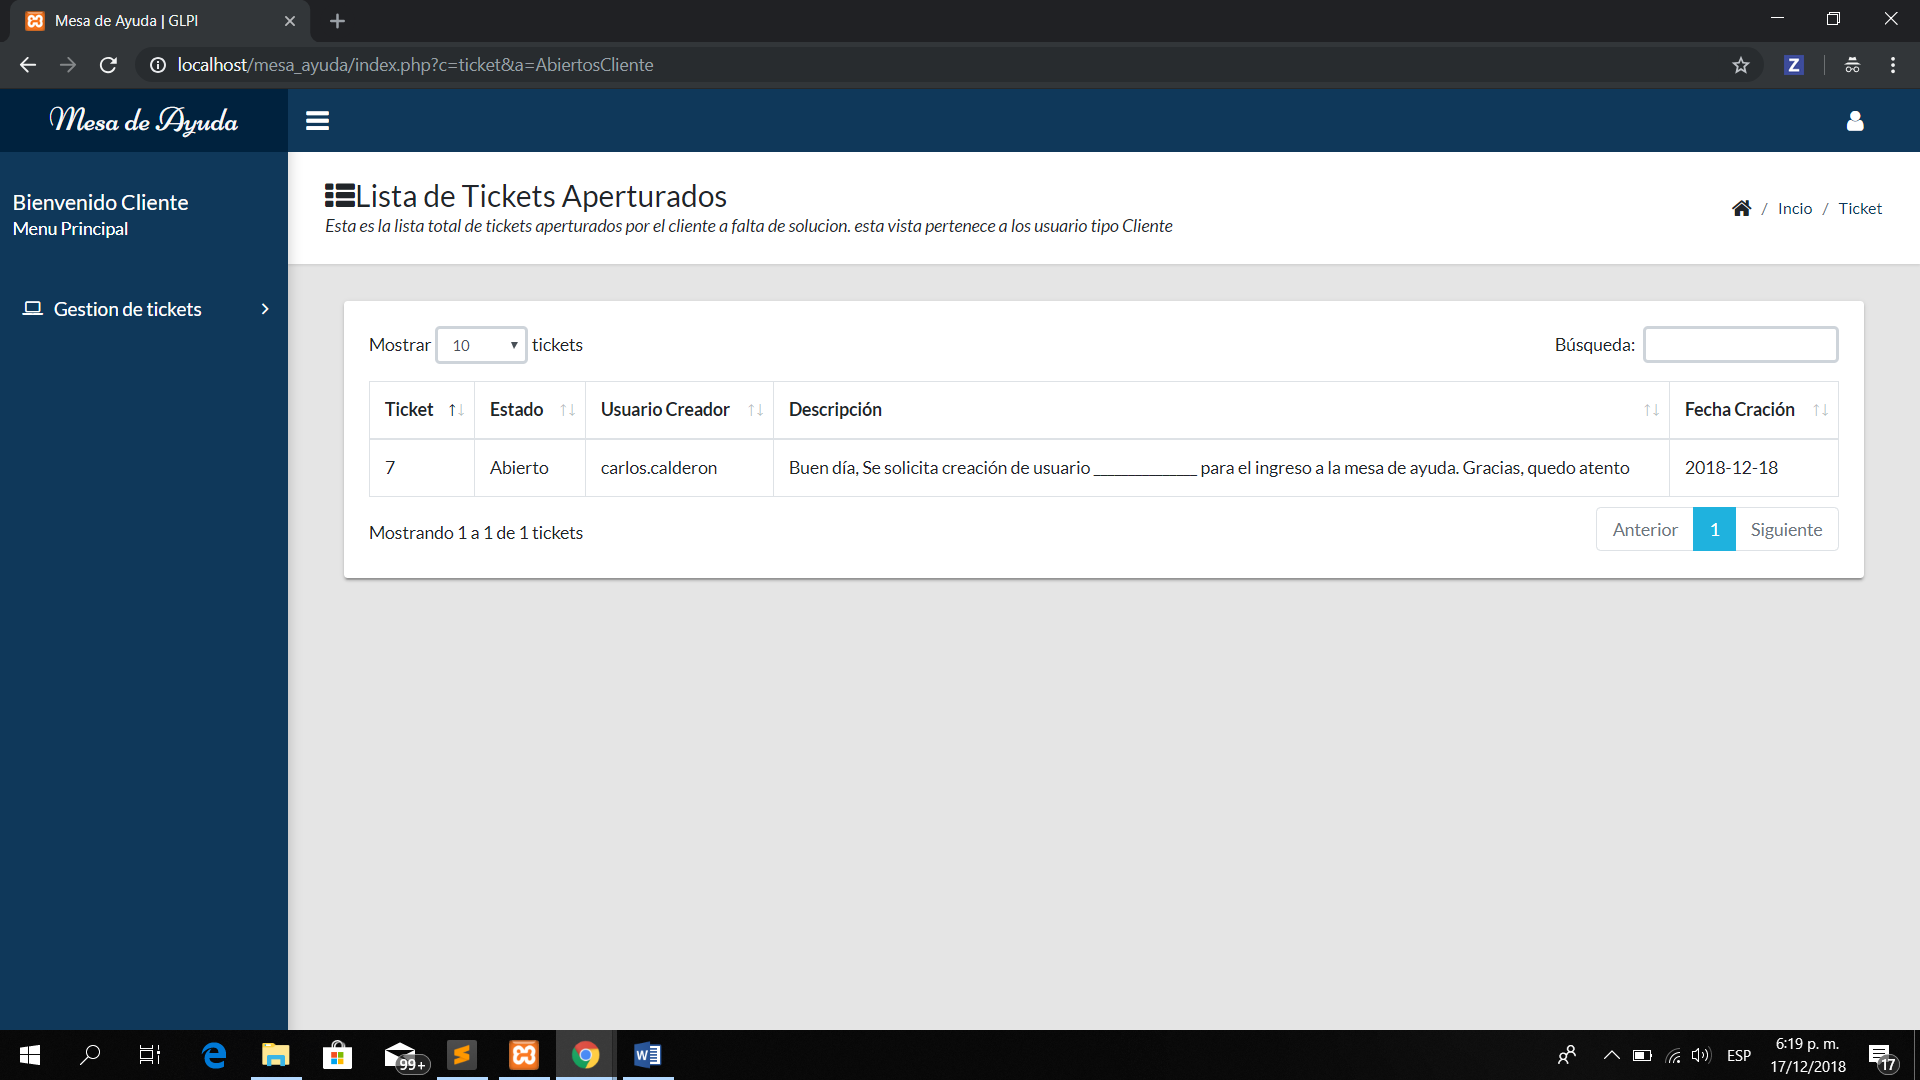 Mesa de Ayuda | GLPI
localhost/mesa_ayuda/index.php?c=ticket&a=AbiertosCliente
Z
Mesa de Ayuda
Bienvenido Cliente
Menu Principal
Gestion de tickets
Lista de Tickets Aperturados
Esta es la lista total de tickets aperturados por el cliente a falta de solucion. esta vista pertenece a los usuario tipo Cliente
/ Incio / Ticket
Mostrar 10 tickets
Búsqueda:
Ticket Estado Usuario Creador Descripción Fecha Cración
7 Abierto carlos.calderon Buen día, Se solicita creación de usuario _______________ para el ingreso a la mesa de ayuda. Gracias, quedo atento 2018-12-18
Mostrando 1 a 1 de 1 tickets
Anterior 1 Siguiente
99+
ESP
6:19 p. m.
17/12/2018
17